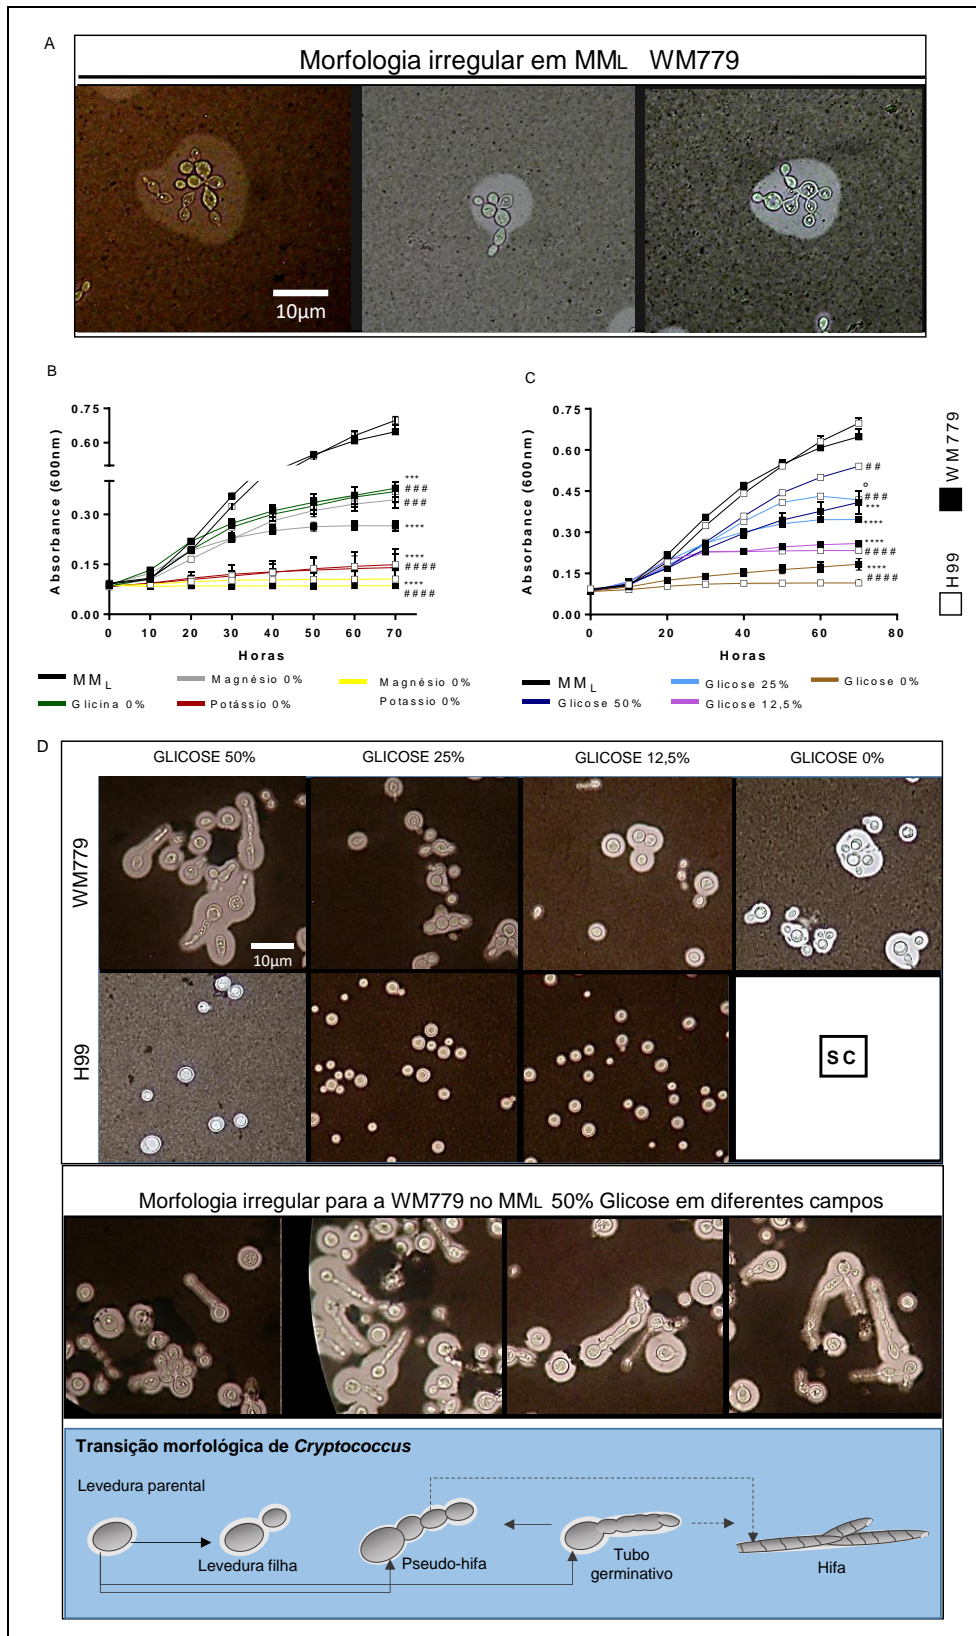 A
Morfologia irregular em MML WM779
10µm
B
Absorbance (600nm)
0.75
0.60
0.30
0.15
0.00
0 10 20 30 40 50 60 70
Horas
***
###
###
****
****
####
****
####
MML
Magnésio 0%
Magnésio 0%
Potassio 0%
Glicina 0%
Potássio 0%
C
Absorbance (600nm)
0.75
0.60
0.45
0.30
0.15
0.00
0 20 40 60 80
Horas
##
°
###
***
****
****
####
****
####
MML
Glicose 25%
Glicose 0%
Glicose 50%
Glicose 12,5%
WM779
H99
D
GLICOSE 50% GLICOSE 25% GLICOSE 12,5% GLICOSE 0%
WM779
10µm
H99
SC
Morfologia irregular para a WM779 no MML 50% Glicose em diferentes campos
Transição morfológica de Cryptococcus
Levedura parental
Levedura filha
Pseudo-hifa
Tubo
germinativo
Hifa